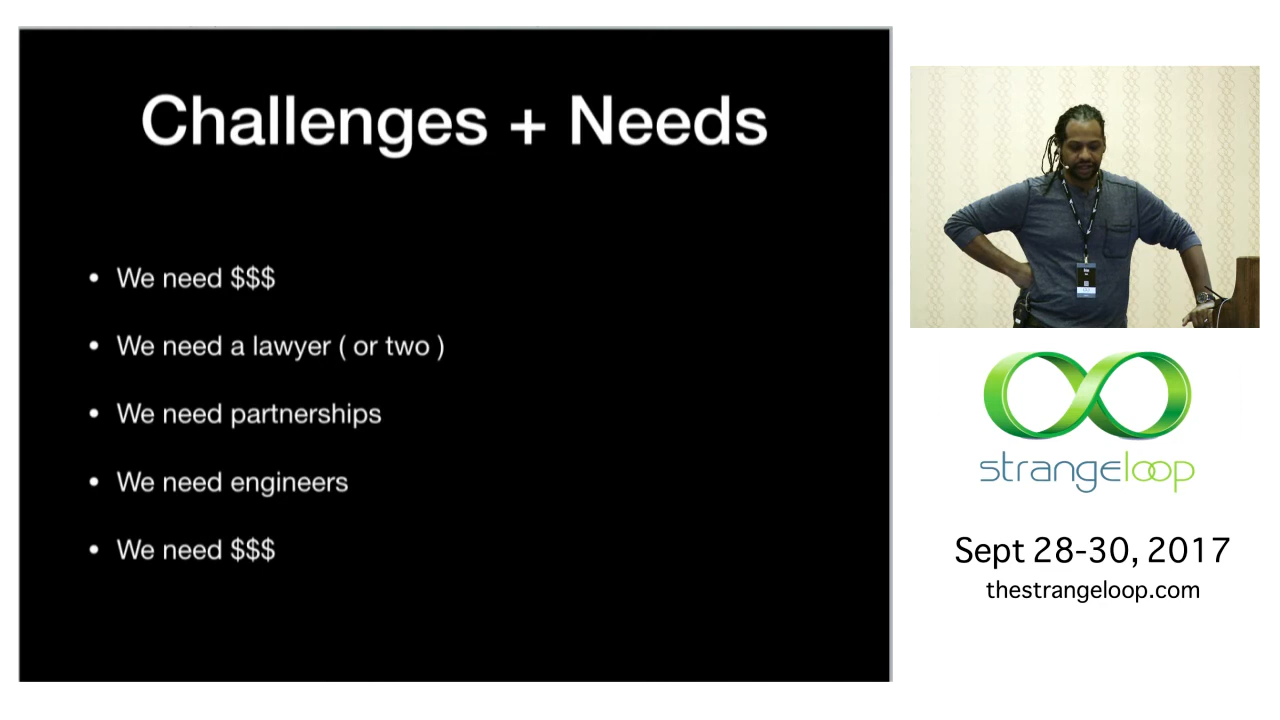 Challenges + Needs
• We need $$$
• We need a lawyer ( or two )
• We need partnerships
• We need engineers
• We need $$$
strangeloop
Sept 28-30, 2017
thestrangeloop.com